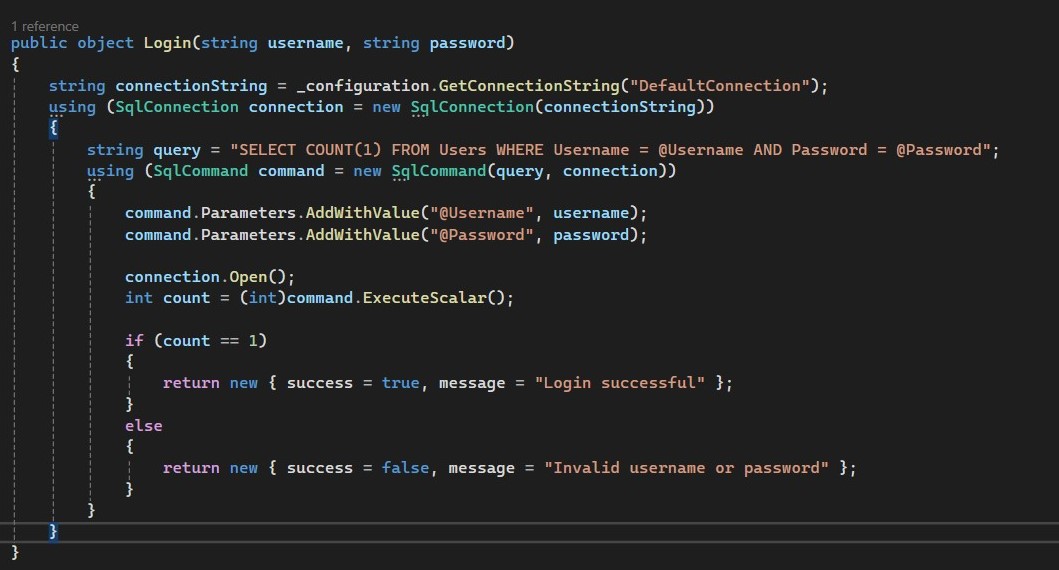 1 reference
public object Login(string username, string password)
{
    string connectionString = _configuration.GetConnectionString("DefaultConnection");
    using (SqlConnection connection = new SqlConnection(connectionString))
    {
        string query = "SELECT COUNT(1) FROM Users WHERE Username = @Username AND Password = @Password";
        using (SqlCommand command = new SqlCommand(query, connection))
        {
            command.Parameters.AddWithValue("@Username", username);
            command.Parameters.AddWithValue("@Password", password);

            connection.Open();
            int count = (int)command.ExecuteScalar();

            if (count == 1)
            {
                return new { success = true, message = "Login successful" };
            }
            else
            {
                return new { success = false, message = "Invalid username or password" };
            }
        }
    }
}